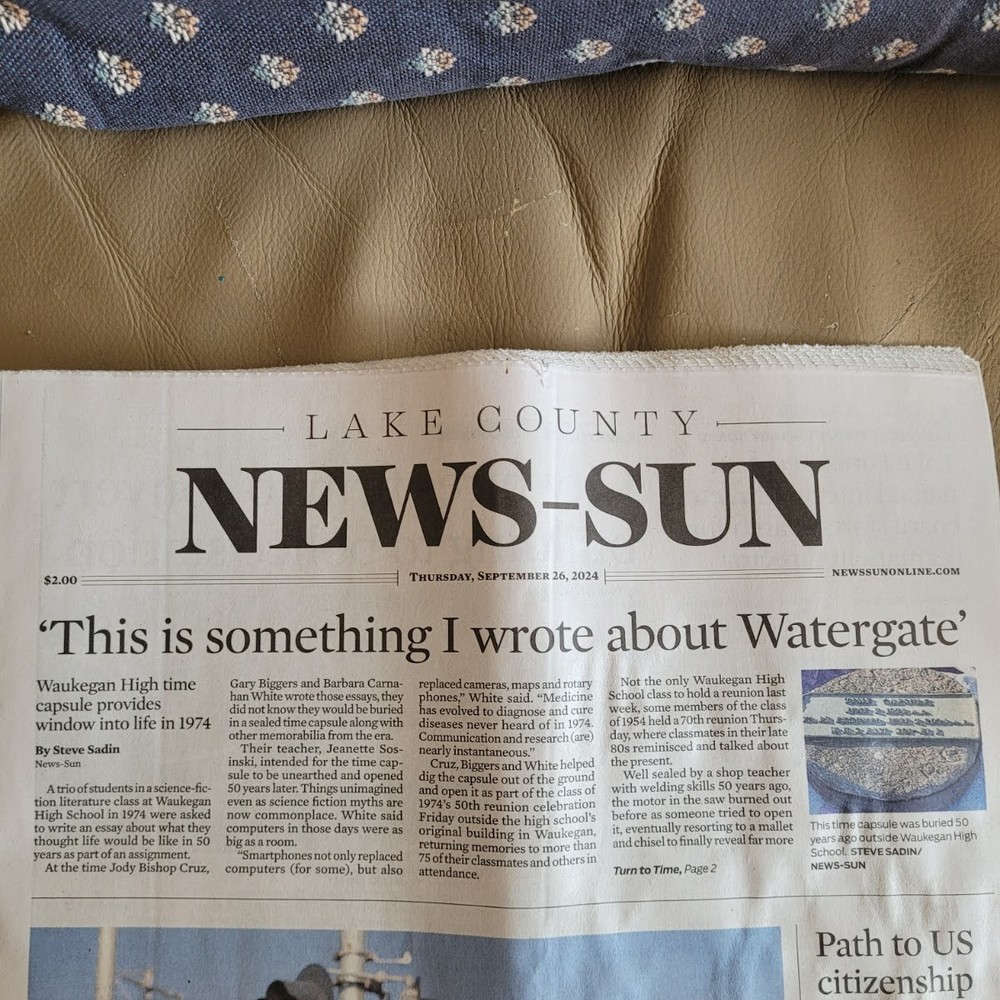 LAKE COUNTY
NEWS-SUN
$2.00
THURSDAY, SEPTEMBER 26, 2024
NEWSSUNONLINE.COM
‘This is something I wrote about Watergate’
Waukegan High time
capsule provides
window into life in 1974
By Steve Sadin
News-Sun
A trio of students in a science-fic-
tion literature class at Waukegan
High School in 1974 were asked
to write an essay about what they
thought life would be like in 50
years as part of an assignment.
At the time Jody Bishop Cruz,
Gary Biggers and Barbara Carna-
han White wrote those essays, they
did not know they would be buried
in a sealed time capsule along with
other memorabilia from the era.
Their teacher, Jeanette Sos-
inski, intended for the time cap-
sule to be unearthed and opened
50 years later. Things unimagined
even as science fiction myths are
now commonplace. White said
computers in those days were as
big as a room.
“Smartphones not only replaced
computers (for some), but also
replaced cameras, maps and rotary
phones,” White said. “Medicine
has evolved to diagnose and cure
diseases never heard of in 1974.
Communication and research (are)
nearly instantaneous.”
Cruz, Biggers and White helped
dig the capsule out of the ground
and open it as part of the class of
1974’s 50th reunion celebration
Friday outside the high school’s
original building in Waukegan,
returning memories to more than
75 of their classmates and others in
attendance.
Not the only Waukegan High
School class to hold a reunion last
week, some members of the class
of 1954 held a 70th reunion Thurs-
day, where classmates in their late
80s reminisced and talked about
the present.
Well sealed by a shop teacher
with welding skills 50 years ago,
the motor in the saw burned out
before as someone tried to open
it, eventually resorting to a mallet
and chisel to finally reveal far more
Turn to Time, Page 2
This time capsule was buried 50
years ago outside Waukegan High
School. STEVE SADIN/
NEWS-SUN
Path to US
citizenship